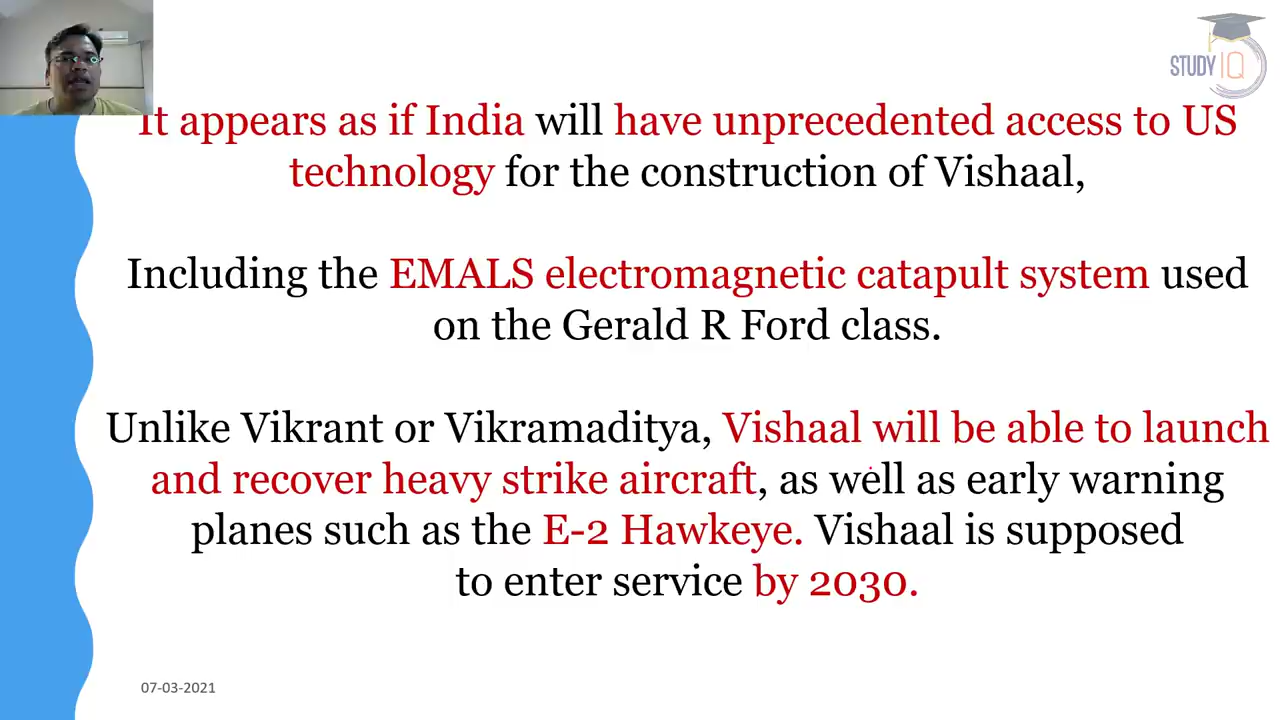 STUDY IQ
It appears as if India will have unprecedented access to US
technology for the construction of Vishaal,
Including the EMALS electromagnetic catapult system used
on the Gerald R Ford class.
Unlike Vikrant or Vikramaditya, Vishaal will be able to launch
and recover heavy strike aircraft, as well as early warning
planes such as the E-2 Hawkeye. Vishaal is supposed
to enter service by 2030.
07-03-2021